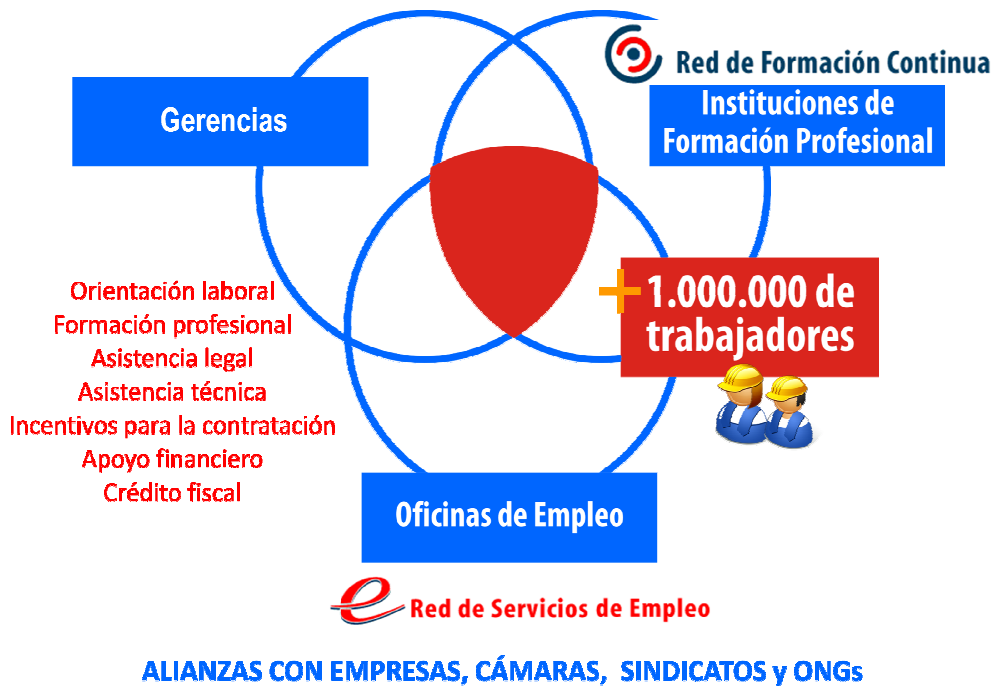 Red de Formación Continua
Gerencias
Instituciones de
Formación Profesional
+ 1.000.000 de
trabajadores
Orientación laboral
Formación profesional
Asistencia legal
Asistencia técnica
Incentivos para la contratación
Apoyo financiero
Crédito fiscal
Oficinas de Empleo
e Red de Servicios de Empleo
ALIANZAS CON EMPRESAS, CÁMARAS, SINDICATOS y ONGs